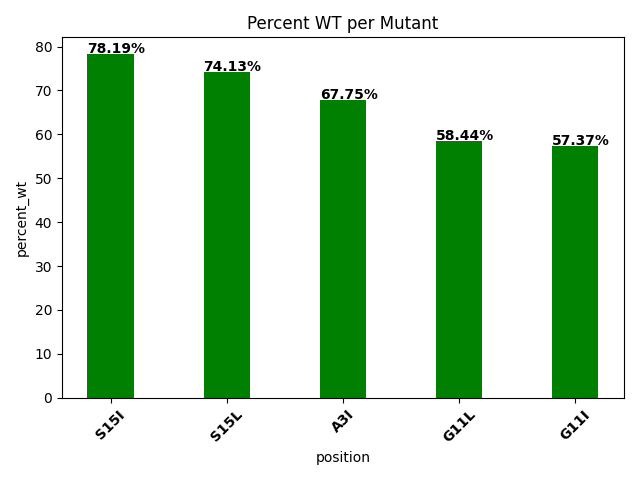 Percent WT per Mutant
78.19%
74.13%
67.75%
58.44%
57.37%
percent_wt
80
70
60
50
40
30
20
10
0
S15I
S15L
A3I
G11L
G11I
position